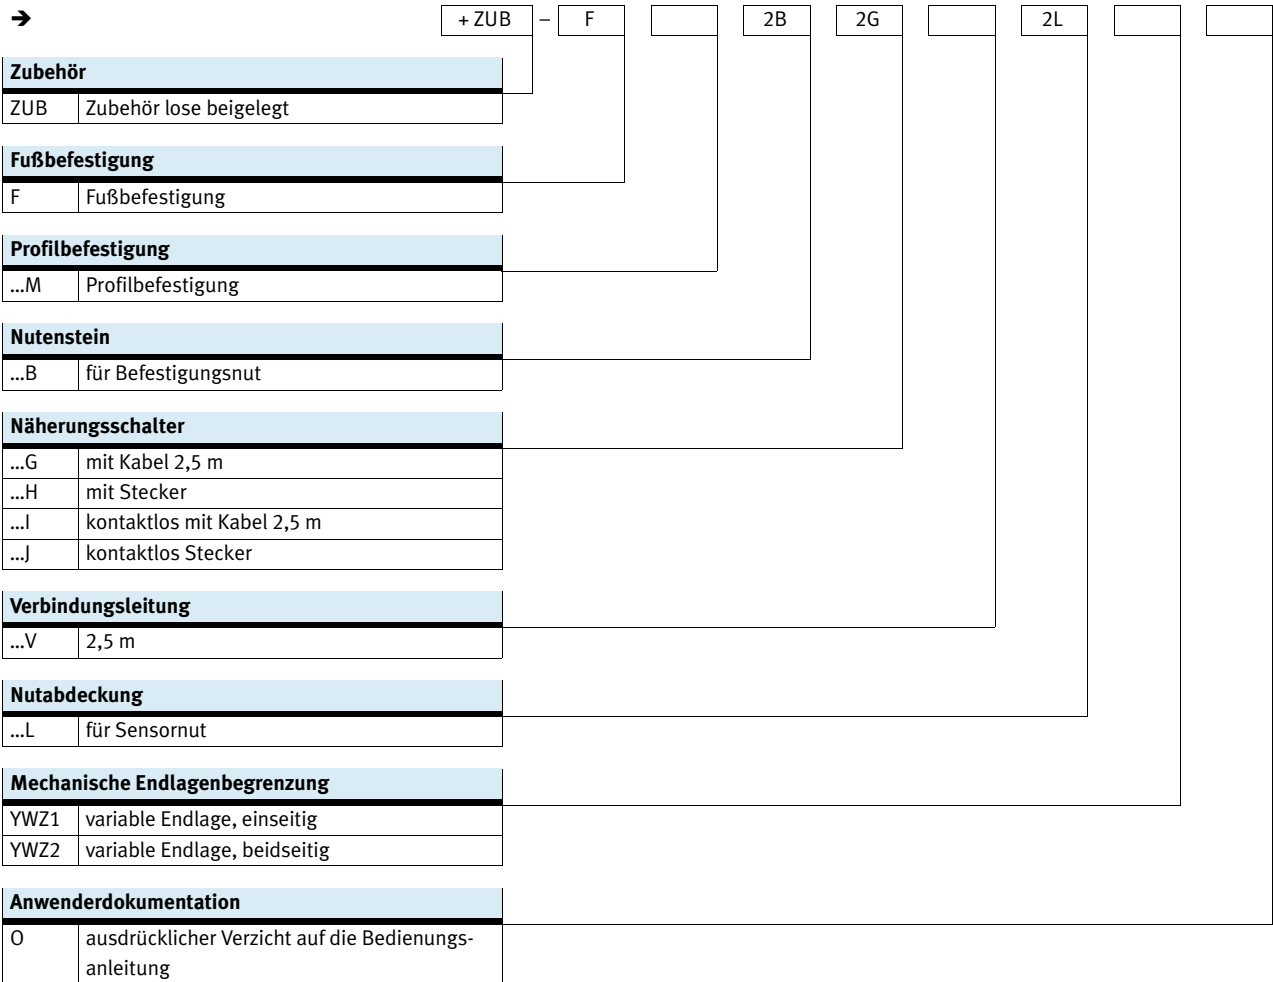 ➔ + ZUB – F 2B 2G 2L
Zubehör
ZUB Zubehör lose beigelegt
Fußbefestigung
F Fußbefestigung
Profilbefestigung
...M Profilbefestigung
Nutenstein
...B für Befestigungsnut
Näherungsschalter
...G mit Kabel 2,5 m
...H mit Stecker
...I kontaktlos mit Kabel 2,5 m
...J kontaktlos Stecker
Verbindungsleitung
...V 2,5 m
Nutabdeckung
...L für Sensornut
Mechanische Endlagenbegrenzung
YWZ1 variable Endlage, einseitig
YWZ2 variable Endlage, beidseitig
Anwenderdokumentation
O ausdrücklicher Verzicht auf die Bedienungs-
anleitung